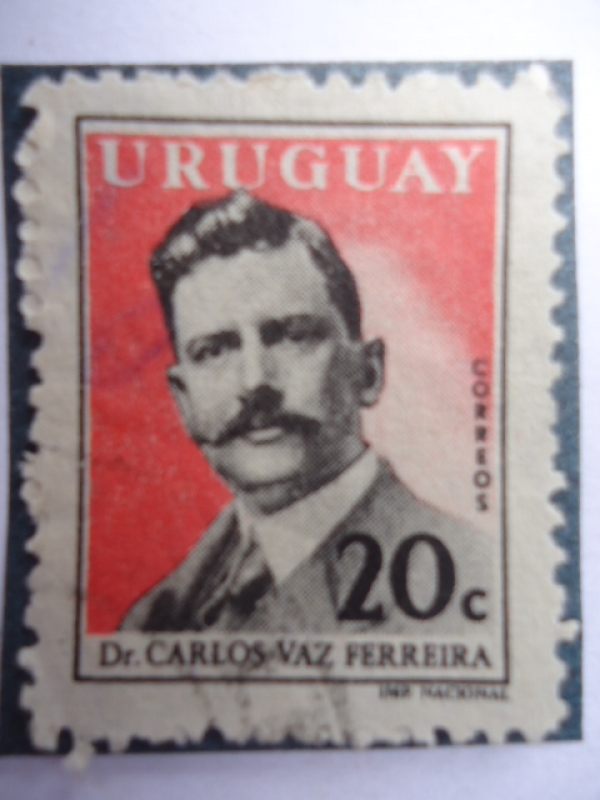 URUGUAY
CORREOS
20c
Dr. CARLOS VAZ FERREIRA
IMP. NACIONAL